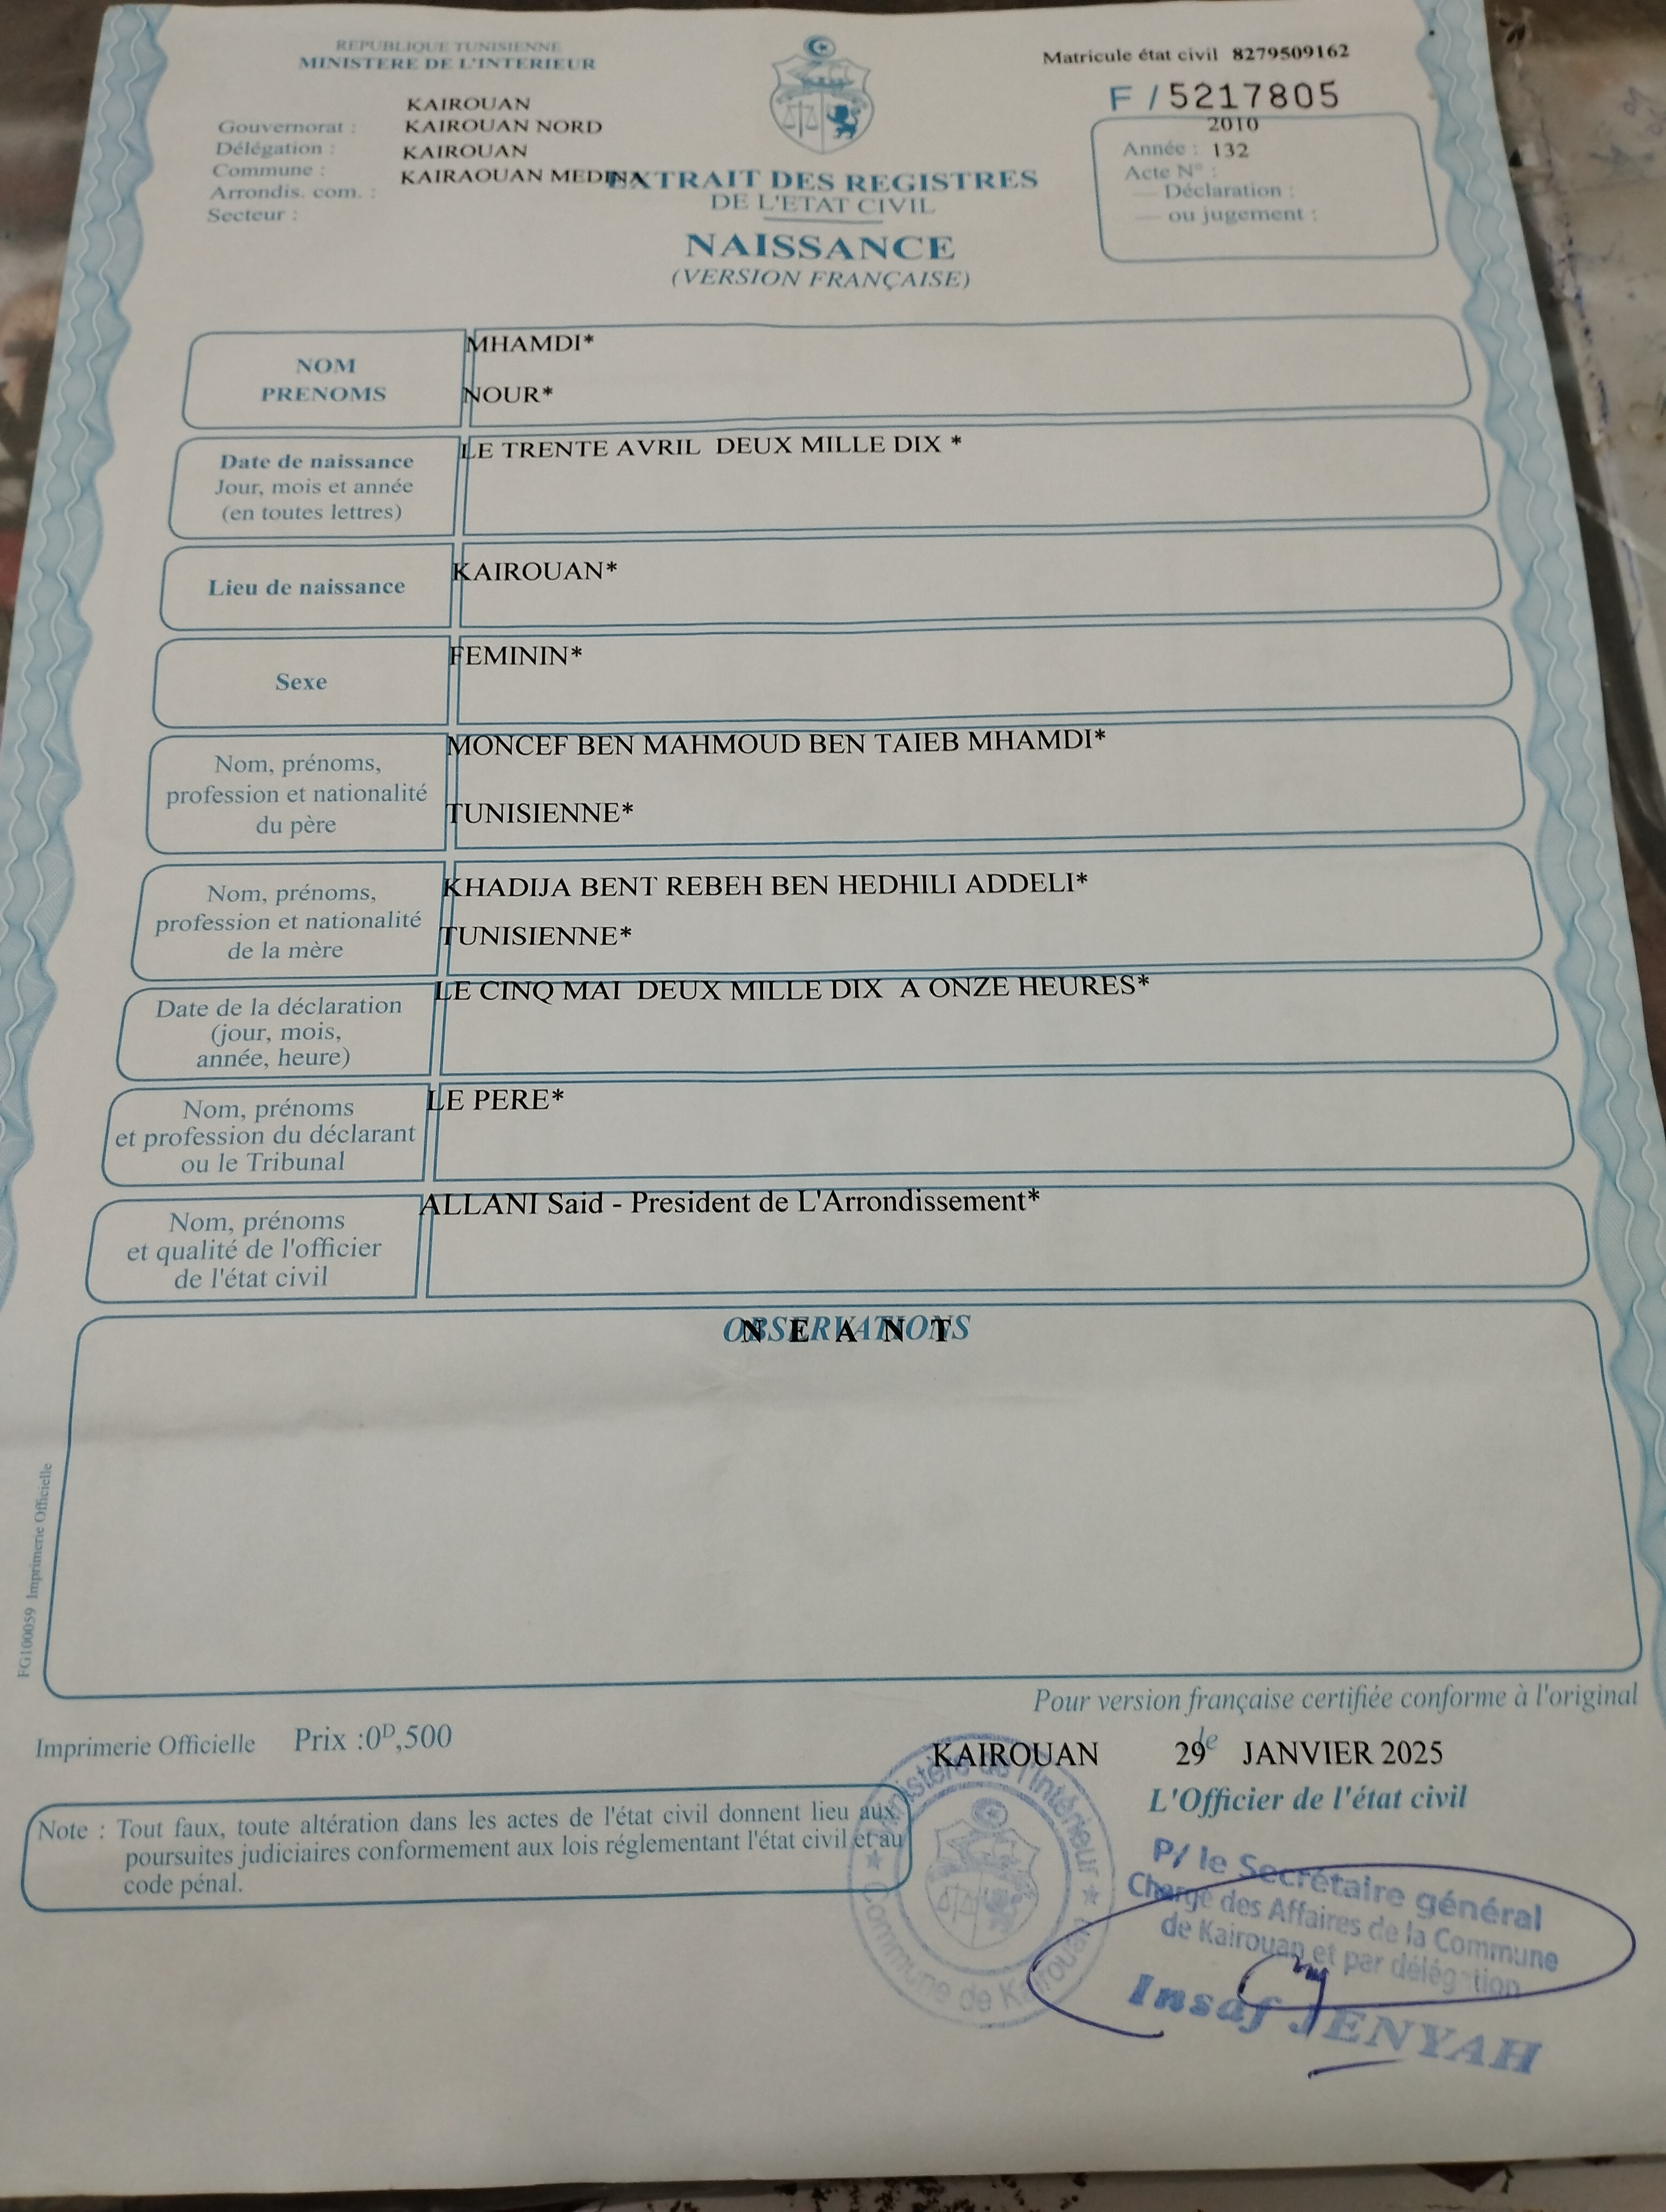 REPUBLIQUE TUNISIENNE
MINISTERE DE L'INTERIEUR
Matricule état civil 8279509162
F / 5217805
KAIROUAN
Gouvernorat : KAIROUAN NORD
Délégation : KAIROUAN
Commune : KAIRAOUAN MEDINA
Arrondis. com. :
Secteur :
2010
Année : 132
Acte N° :
— Déclaration :
— ou jugement :
EXTRAIT DES REGISTRES
DE L'ETAT CIVIL
NAISSANCE
(VERSION FRANÇAISE)
NOM
PRENOMS
MHAMDI*
NOUR*
Date de naissance
Jour, mois et année
(en toutes lettres)
LE TRENTE AVRIL DEUX MILLE DIX *
Lieu de naissance
KAIROUAN*
Sexe
FEMININ*
Nom, prénoms,
profession et nationalité
du père
MONCEF BEN MAHMOUD BEN TAIEB MHAMDI*
TUNISIENNE*
Nom, prénoms,
profession et nationalité
de la mère
KHADIJA BENT REBEH BEN HEDHILI ADDELI*
TUNISIENNE*
Date de la déclaration
(jour, mois,
année, heure)
LE CINQ MAI DEUX MILLE DIX A ONZE HEURES*
Nom, prénoms
et profession du déclarant
ou le Tribunal
LE PERE*
Nom, prénoms
et qualité de l'officier
de l'état civil
ALLANI Said - President de L'Arrondissement*
OBSERVATIONS
N E A N T
FG100059 Imprimerie Officielle
Pour version française certifiée conforme à l'original
Imprimerie Officielle Prix :0D,500
KAIROUAN le 29 JANVIER 2025
L'Officier de l'état civil
Note : Tout faux, toute altération dans les actes de l'état civil donnent lieu aux
poursuites judiciaires conformement aux lois réglementant l'état civil et au
code pénal.
Ministère de l'Intérieur
Commune de Kairouan
P/ le Secrétaire général
Chargé des Affaires de la Commune
de Kairouan et par délégation
Insaf JENYAH